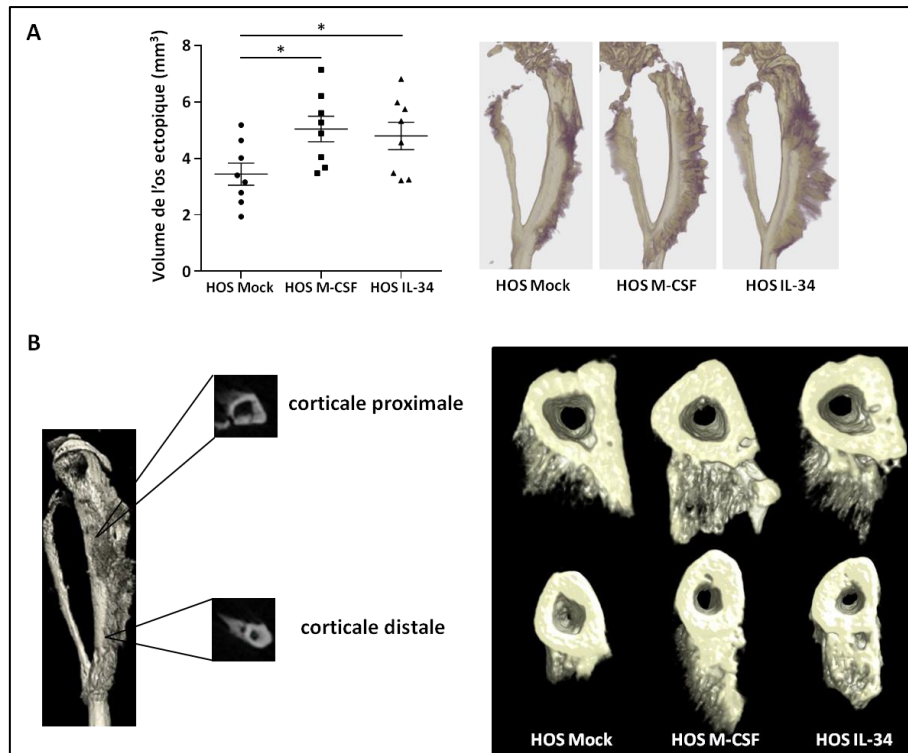 A
Volume de l'os ectopique (mm³)
8
6
4
2
0
*
*
HOS Mock HOS M-CSF HOS IL-34
HOS Mock HOS M-CSF HOS IL-34
B
corticale proximale
corticale distale
HOS Mock HOS M-CSF HOS IL-34